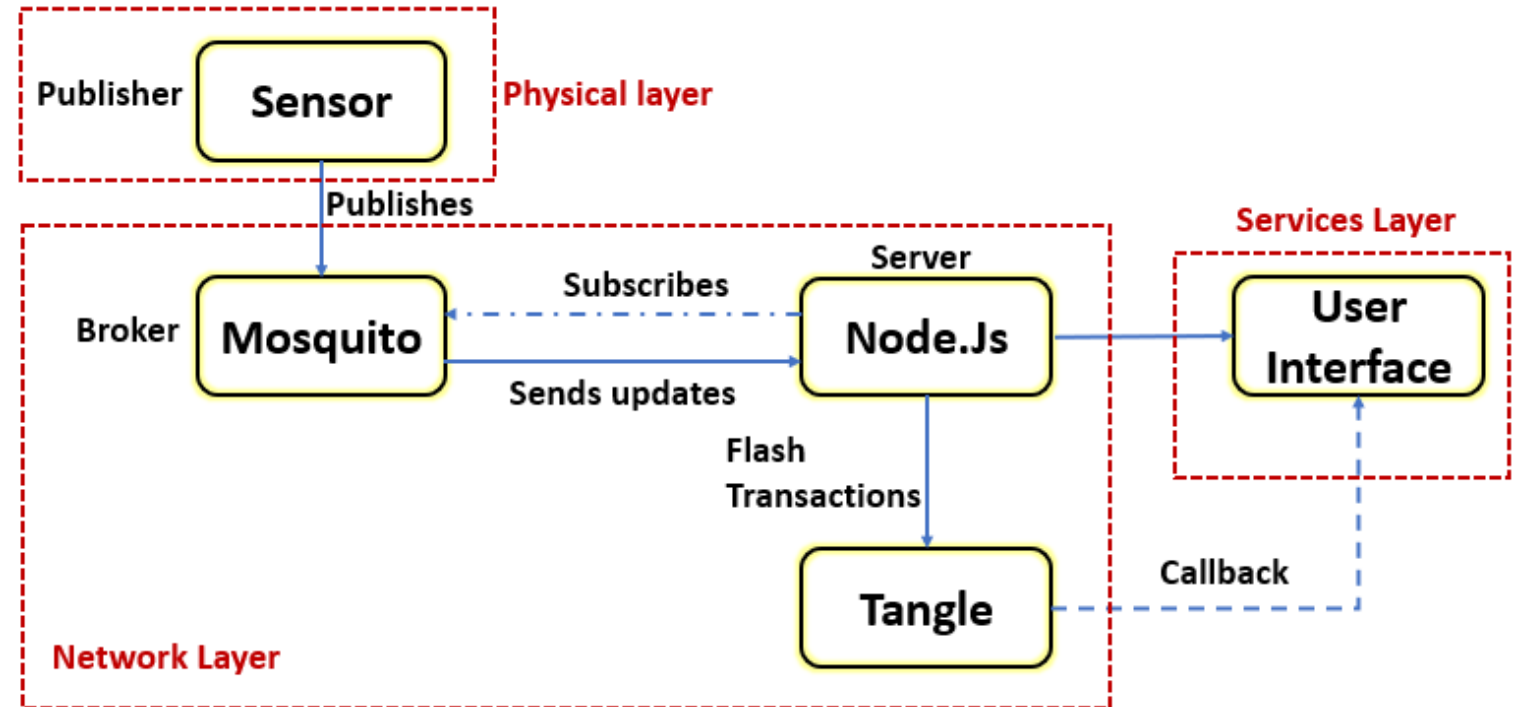 Publisher
Sensor
Physical layer
Publishes
Services Layer
Server
Subscribes
Broker
Mosquito
Node.Js
User
Interface
Sends updates
Flash
Transactions
Callback
Tangle
Network Layer